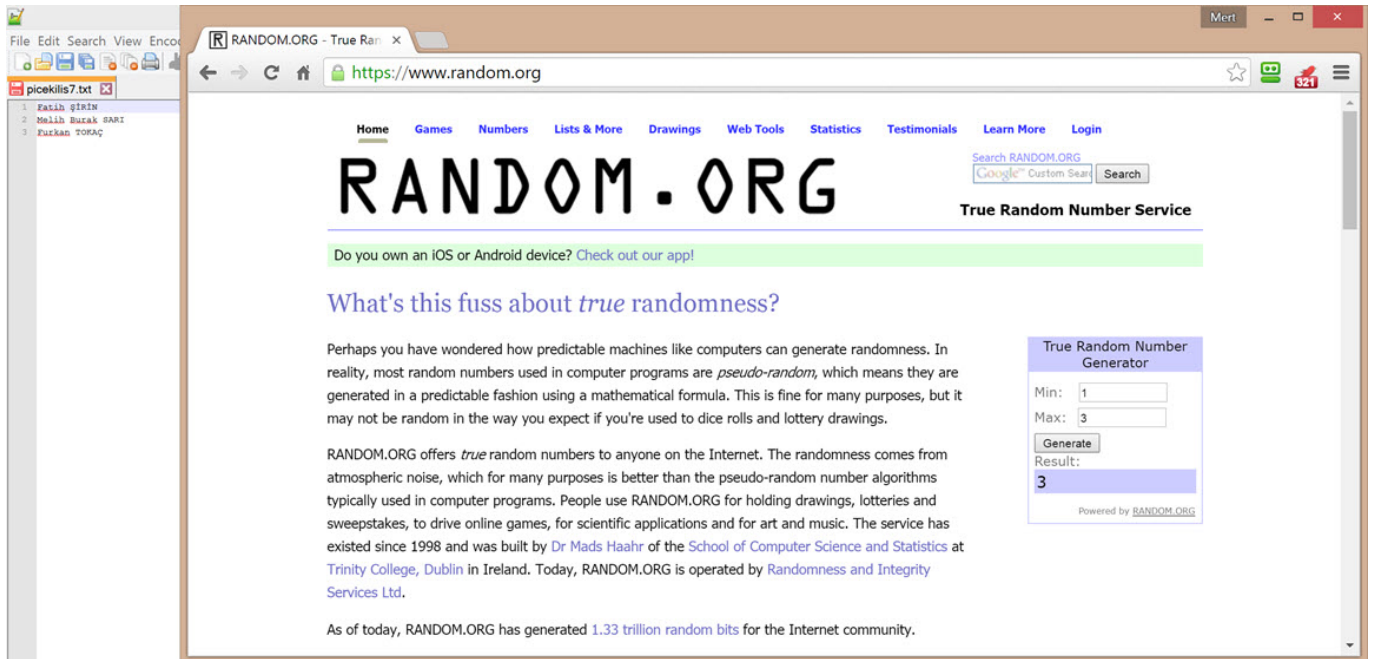 Mert
File Edit Search View Enco
RANDOM.ORG - True Ran
https://www.random.org
321
picekilis7.txt
1 Fatih ŞİRİN
2 Melih Burak SARI
3 Furkan TOKAÇ
Home Games Numbers Lists & More Drawings Web Tools Statistics Testimonials Learn More Login
RANDOM.ORG
Search RANDOM.ORG
Google™ Custom Sear Search
True Random Number Service
Do you own an iOS or Android device? Check out our app!
What's this fuss about true randomness?
Perhaps you have wondered how predictable machines like computers can generate randomness. In
reality, most random numbers used in computer programs are pseudo-random, which means they are
generated in a predictable fashion using a mathematical formula. This is fine for many purposes, but it
may not be random in the way you expect if you're used to dice rolls and lottery drawings.
RANDOM.ORG offers true random numbers to anyone on the Internet. The randomness comes from
atmospheric noise, which for many purposes is better than the pseudo-random number algorithms
typically used in computer programs. People use RANDOM.ORG for holding drawings, lotteries and
sweepstakes, to drive online games, for scientific applications and for art and music. The service has
existed since 1998 and was built by Dr Mads Haahr of the School of Computer Science and Statistics at
Trinity College, Dublin in Ireland. Today, RANDOM.ORG is operated by Randomness and Integrity
Services Ltd.
As of today, RANDOM.ORG has generated 1.33 trillion random bits for the Internet community.
True Random Number
Generator
Min: 1
Max: 3
Generate
Result:
3
Powered by RANDOM.ORG